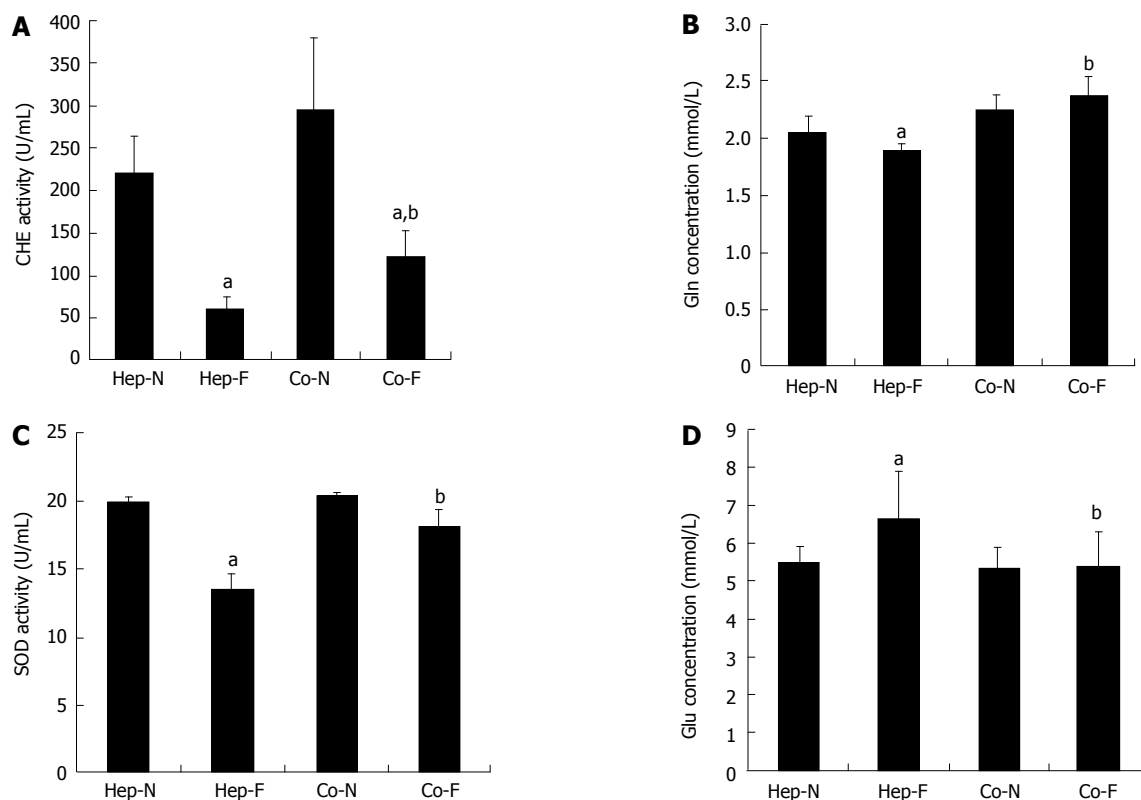 A
CHE activity (U/mL)
400
350
300
250
200
150
100
50
0
a
a,b
Hep-N Hep-F Co-N Co-F
B
Gln concentration (mmol/L)
3.0
2.5
2.0
1.5
1.0
0.5
0
a
b
Hep-N Hep-F Co-N Co-F
C
SOD activity (U/mL)
25
20
15
10
5
0
a
b
Hep-N Hep-F Co-N Co-F
D
Glu concentration (mmol/L)
9
8
7
6
5
4
3
2
1
0
a
b
Hep-N Hep-F Co-N Co-F